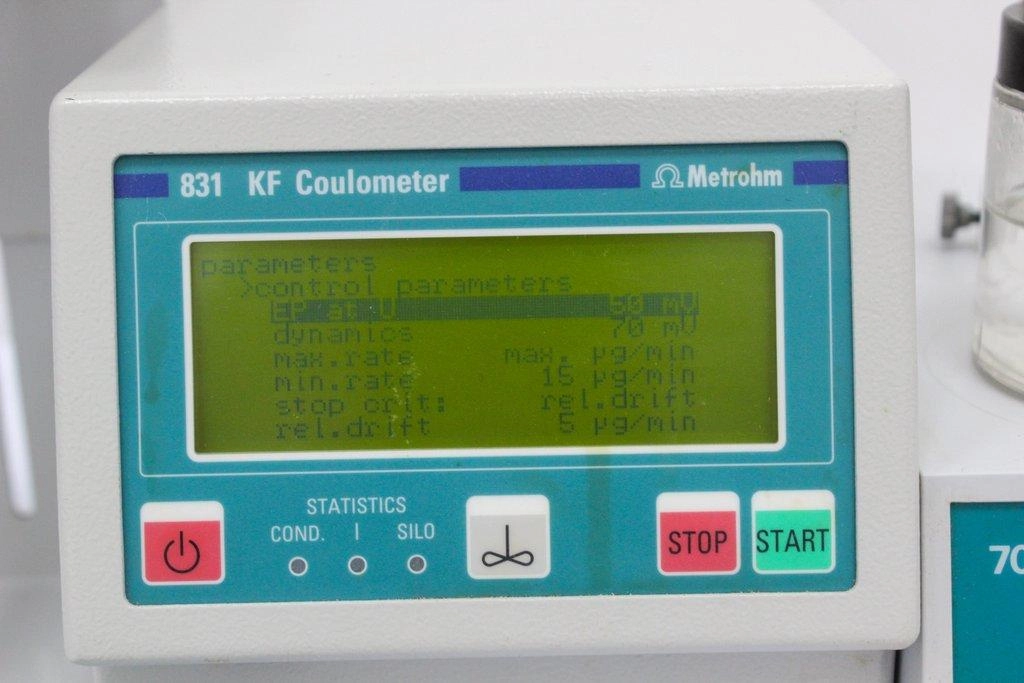 831 KF Coulometer Metrohm
parameters
>control parameters
EP at U 50 mV
dynamics 70 mV
max.rate max. µg/min
min.rate 15 µg/min
stop crit: rel.drift
rel.drift 5 µg/min
STATISTICS
COND. I SILO
STOP START
70